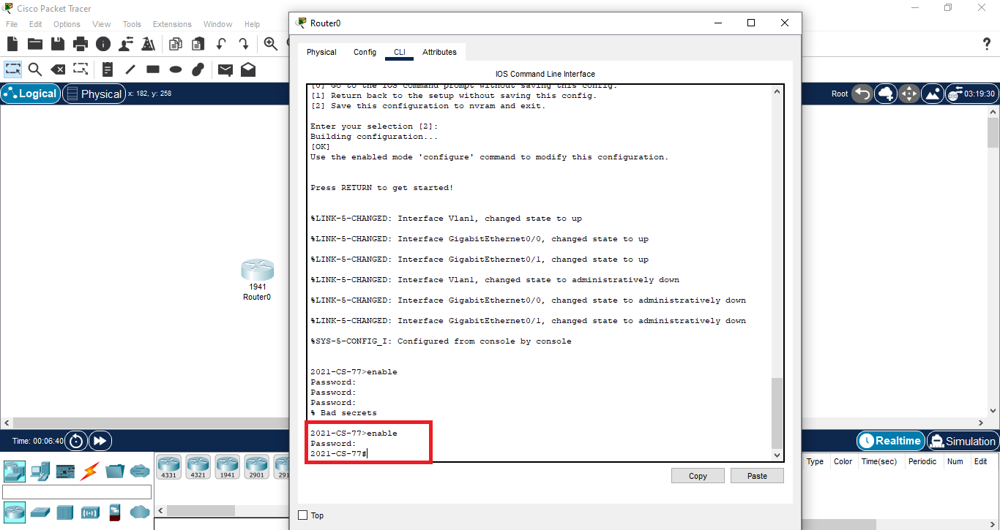 Cisco Packet Tracer
File Edit Options View Tools Extensions Window Help
?
Logical Physical x: 182, y: 258
Root 03:19:30
1941
Router0
Router0
Physical Config CLI Attributes
IOS Command Line Interface
[0] Go to the IOS command prompt without saving this config.
[1] Return back to the setup without saving this config.
[2] Save this configuration to nvram and exit.
Enter your selection [2]:
Building configuration...
[OK]
Use the enabled mode 'configure' command to modify this configuration.
Press RETURN to get started!
%LINK-5-CHANGED: Interface Vlan1, changed state to up
%LINK-5-CHANGED: Interface GigabitEthernet0/0, changed state to up
%LINK-5-CHANGED: Interface GigabitEthernet0/1, changed state to up
%LINK-5-CHANGED: Interface Vlan1, changed state to administratively down
%LINK-5-CHANGED: Interface GigabitEthernet0/0, changed state to administratively down
%LINK-5-CHANGED: Interface GigabitEthernet0/1, changed state to administratively down
%SYS-5-CONFIG_I: Configured from console by console
2021-CS-77>enable
Password:
Password:
Password:
% Bad secrets
2021-CS-77>enable
Password:
2021-CS-77#
Copy Paste
Top
Time: 00:06:40
Realtime Simulation
4331 4321 1941 2901 291
Type Color Time(sec) Periodic Num Edit